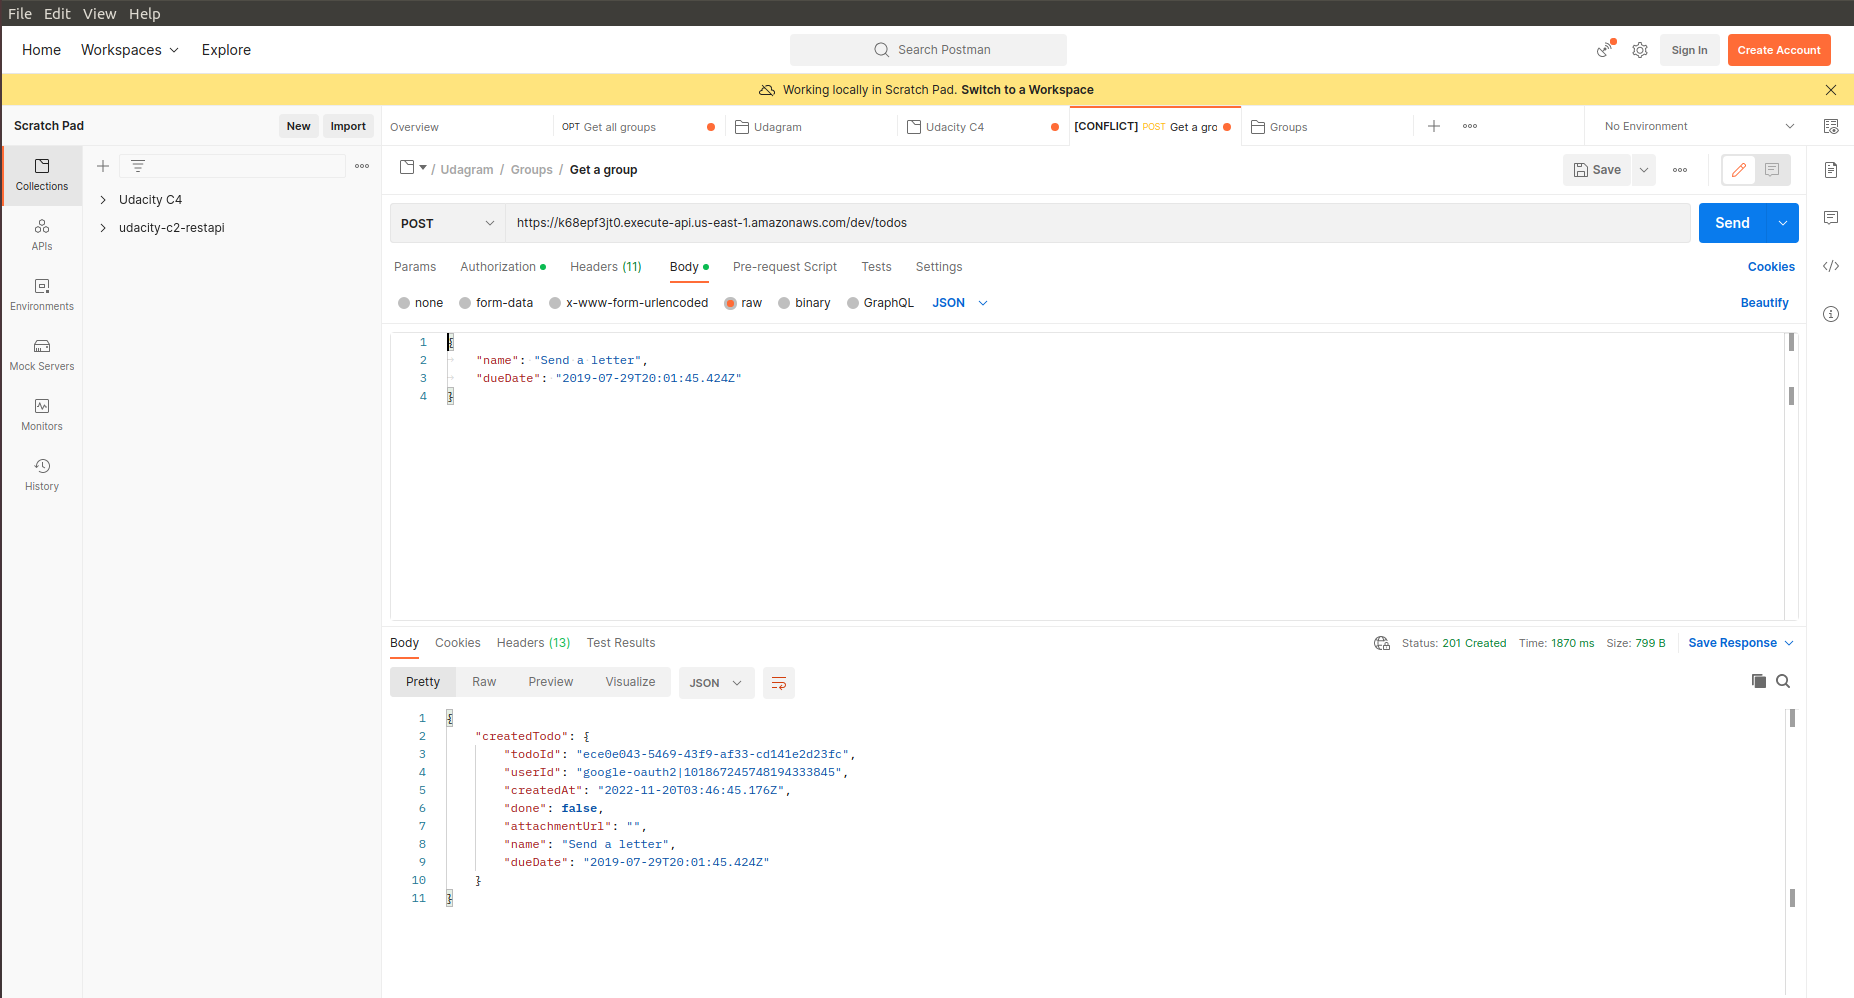 File Edit View Help
Home Workspaces Explore Search Postman Sign In Create Account
Working locally in Scratch Pad. Switch to a Workspace
Scratch Pad New Import Overview OPT Get all groups Udagram Udacity C4 [CONFLICT] POST Get a gro Groups No Environment
Collections
APIs
Environments
Mock Servers
Monitors
History
Udacity C4
udacity-c2-restapi
/ Udagram / Groups / Get a group Save
POST https://k68epf3jt0.execute-api.us-east-1.amazonaws.com/dev/todos Send
Params Authorization Headers (11) Body Pre-request Script Tests Settings Cookies
none form-data x-www-form-urlencoded raw binary GraphQL JSON Beautify
1 {
2 "name": "Send a letter",
3 "dueDate": "2019-07-29T20:01:45.424Z"
4 }
Body Cookies Headers (13) Test Results Status: 201 Created Time: 1870 ms Size: 799 B Save Response
Pretty Raw Preview Visualize JSON
1 {
2 "createdTodo": {
3 "todoId": "ece0e043-5469-43f9-af33-cd141e2d23fc",
4 "userId": "google-oauth2|101867245748194333845",
5 "createdAt": "2022-11-20T03:46:45.176Z",
6 "done": false,
7 "attachmentUrl": "",
8 "name": "Send a letter",
9 "dueDate": "2019-07-29T20:01:45.424Z"
10 }
11 }